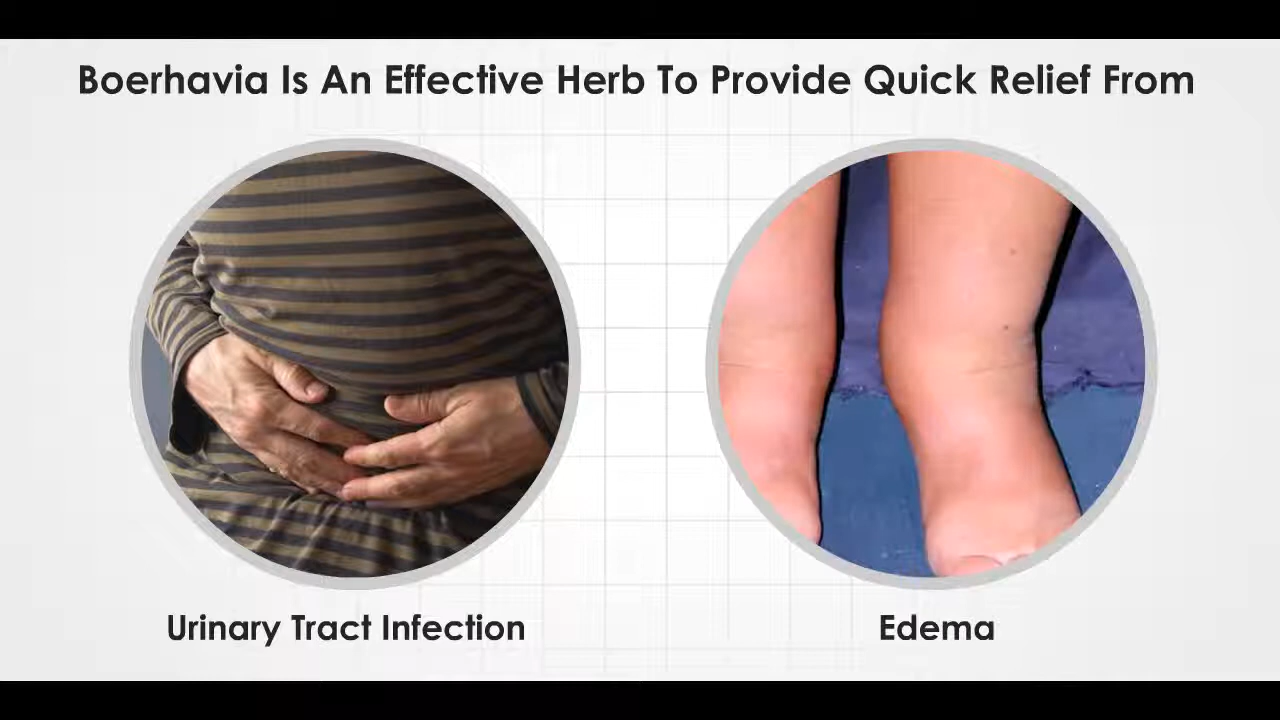 Boerhavia Is An Effective Herb To Provide Quick Relief From
Urinary Tract Infection
Edema